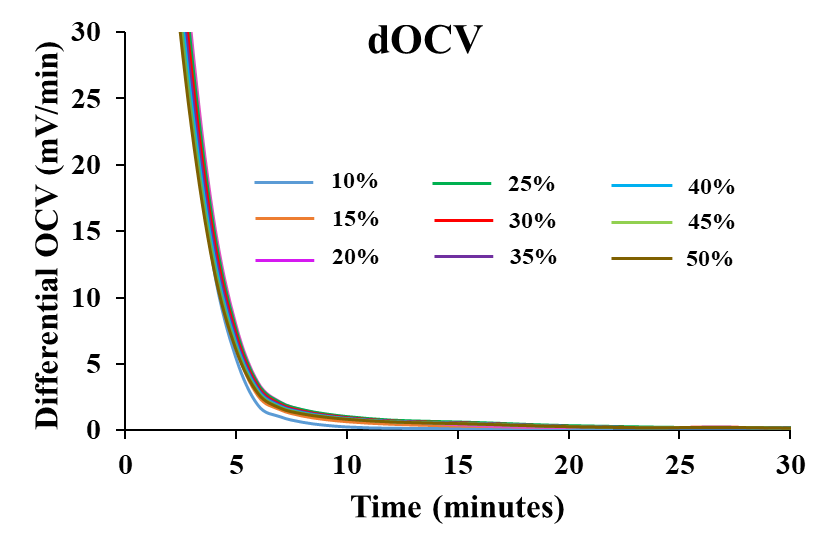 dOCV
Differential OCV (mV/min)
30
25
20
15
10
5
0
10% 25% 40%
15% 30% 45%
20% 35% 50%
0 5 10 15 20 25 30
Time (minutes)